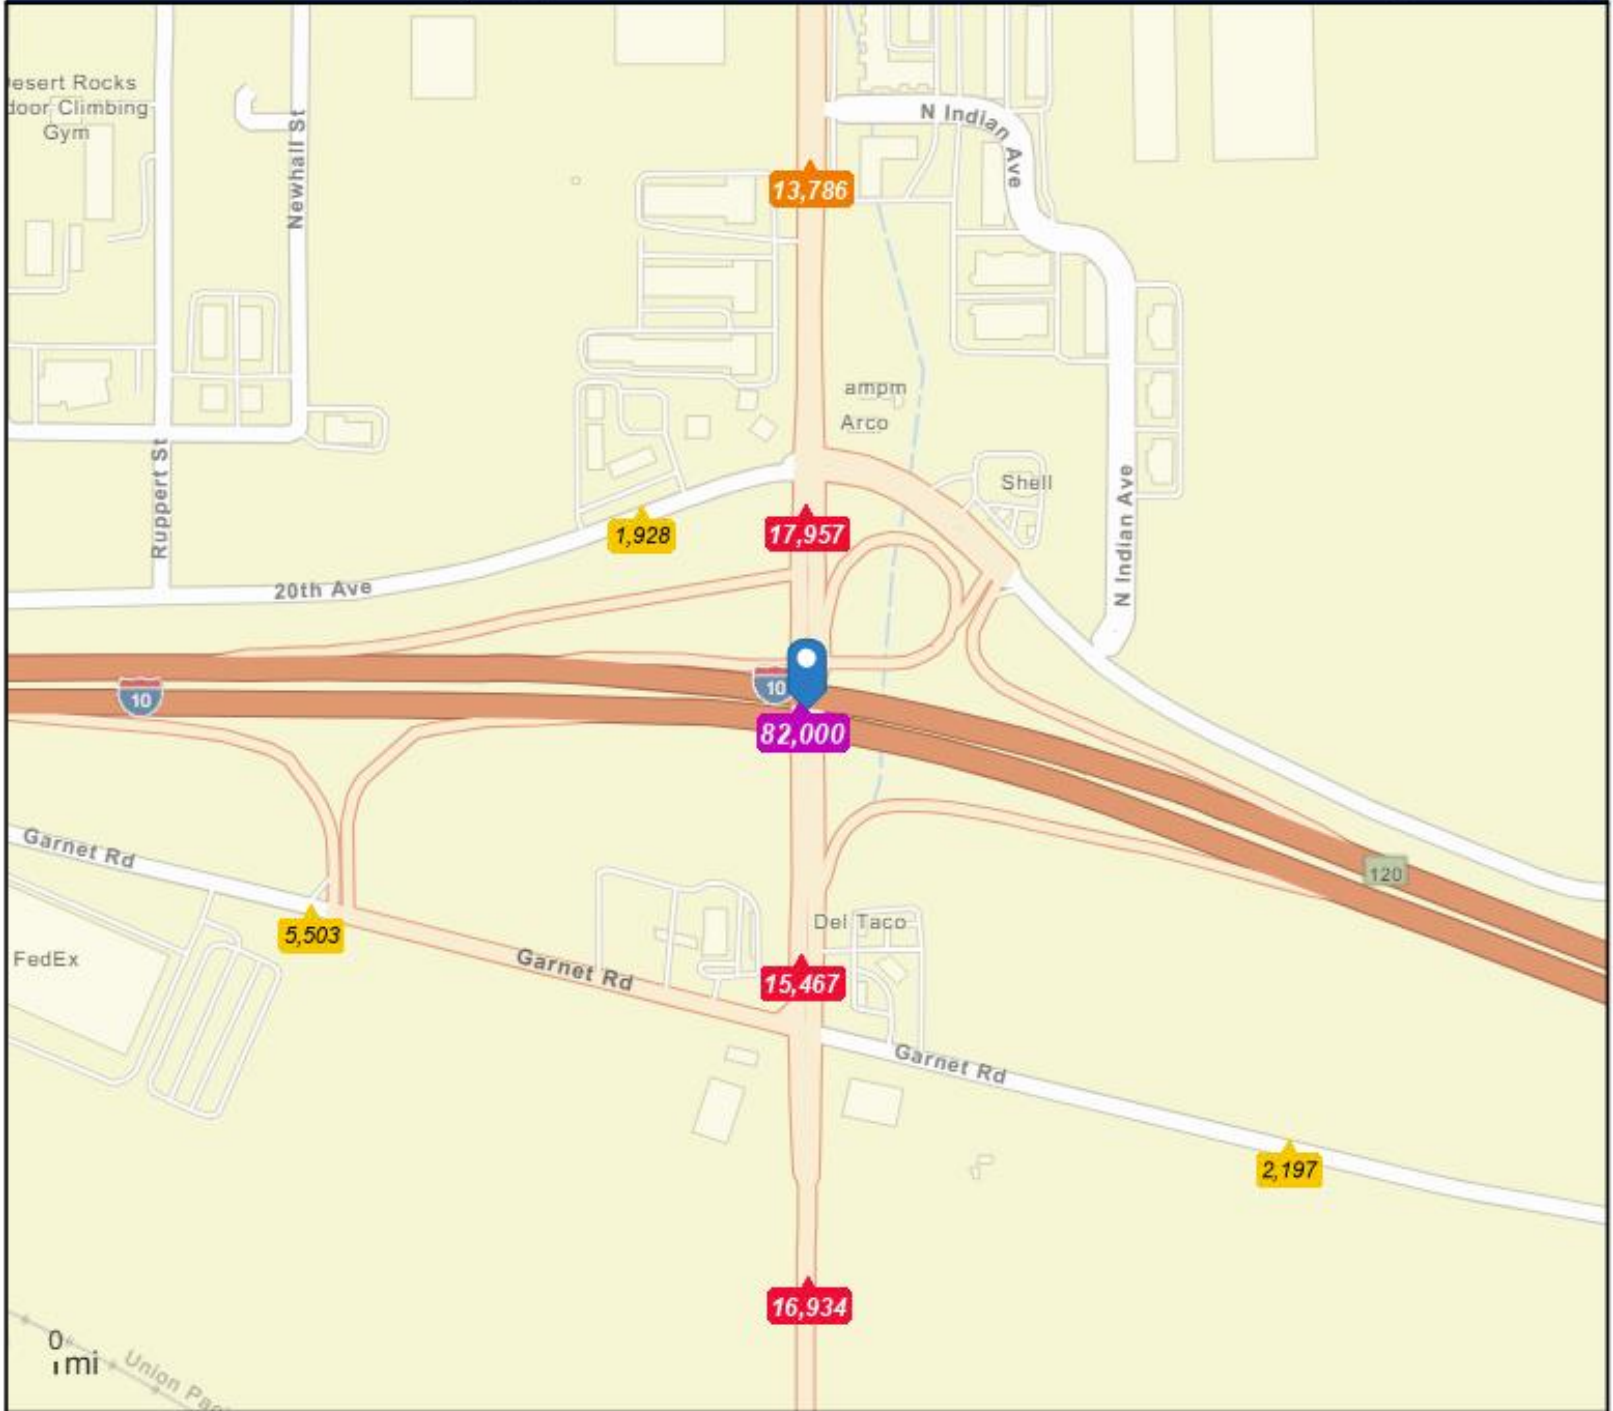 esert Rocks
door Climbing
Gym
Newhall St
N Indian Ave
13,786
ampm
Arco
Shell
Ruppert St
N Indian Ave
1,928
17,957
20th Ave
10
10
82,000
Garnet Rd
120
5,503
Del Taco
FedEx
Garnet Rd
15,467
Garnet Rd
2,197
16,934
0
mi
Union Pac